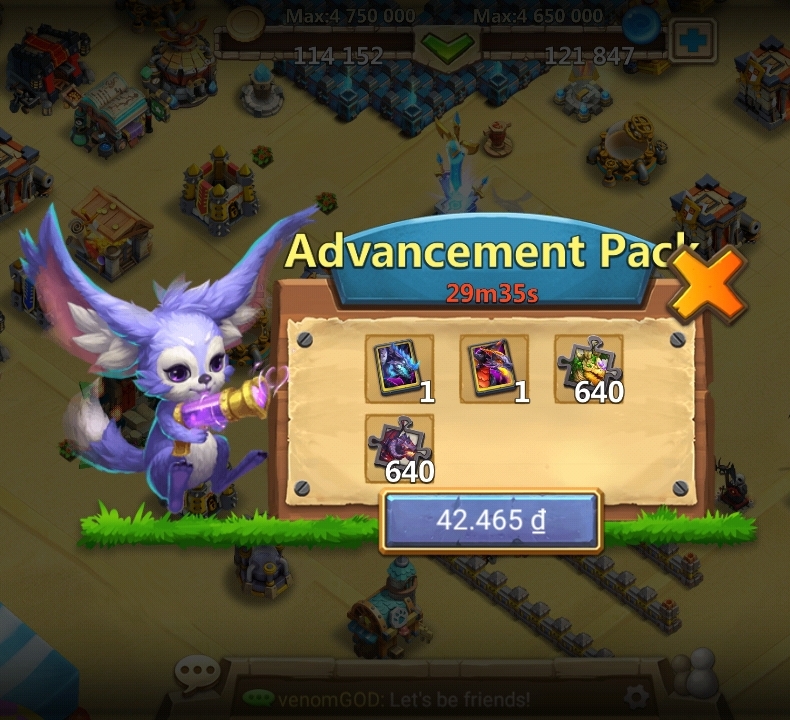 Max:4 750 000
Max:4 650 000
114 152
121 847
Advancement Pack
29m35s
1
1
640
640
42.465 ₫
venomGOD: Let's be friends!